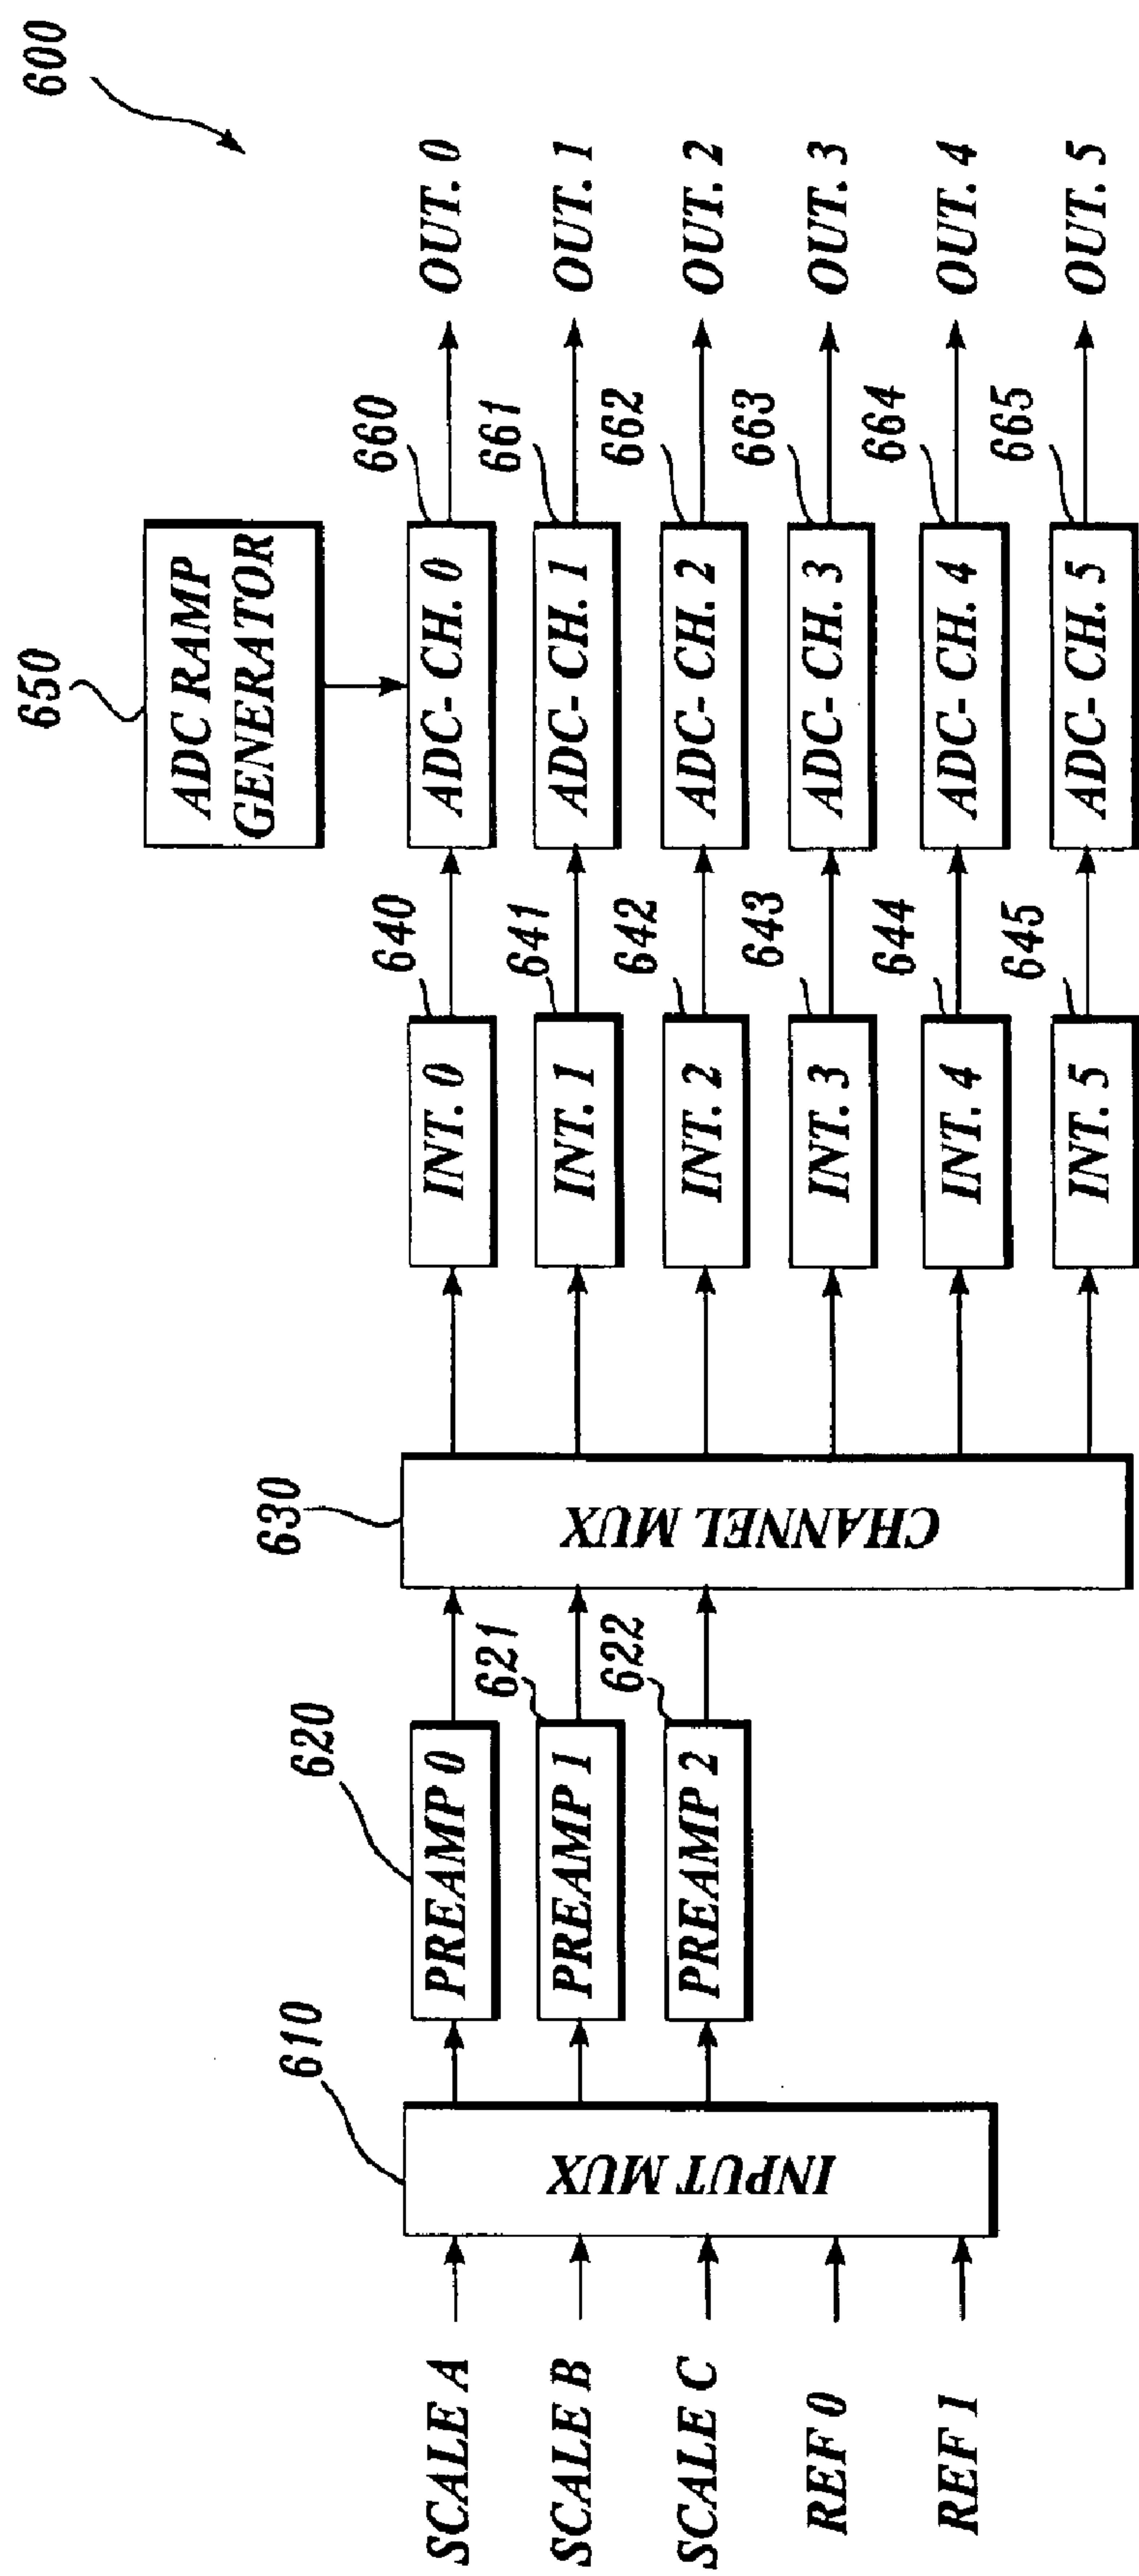 600
650
ADC RAMP
GENERATOR
SCALE A
SCALE B
SCALE C
REF 0
REF 1
610
INPUT MUX
620
PREAMP 0
621
PREAMP 1
622
PREAMP 2
630
CHANNEL MUX
640
INT. 0
641
INT. 1
642
INT. 2
643
INT. 3
644
INT. 4
645
INT. 5
660
ADC- CH. 0
661
ADC- CH. 1
662
ADC- CH. 2
663
ADC- CH. 3
664
ADC- CH. 4
665
ADC- CH. 5
OUT. 0
OUT. 1
OUT. 2
OUT. 3
OUT. 4
OUT. 5